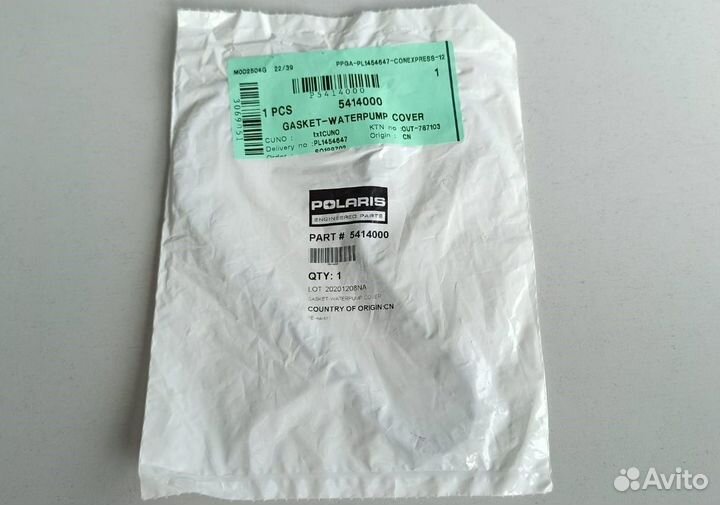 M002504G 22/39 PPGA-PL1454647-CONEXPRESS-12
1
P5414000
1 PCS 5414000
GASKET-WATERPUMP COVER
CUNO : txtCUNO KTN no :OUT-787103
Delivery no :PL1454647 Origin : CN
3069751
POLARIS
ENGINEERED PARTS
PART # 5414000
QTY: 1
LOT 20201208NA
GASKET-WATERPUMP COVER
COUNTRY OF ORIGIN:CN
Avito